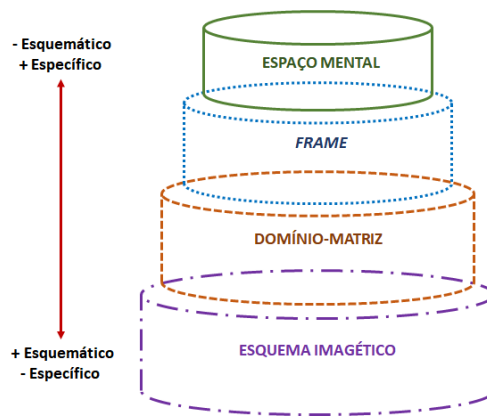 - Esquemático
+ Específico
ESPAÇO MENTAL
FRAME
DOMÍNIO-MATRIZ
ESQUEMA IMAGÉTICO
+ Esquemático
- Específico